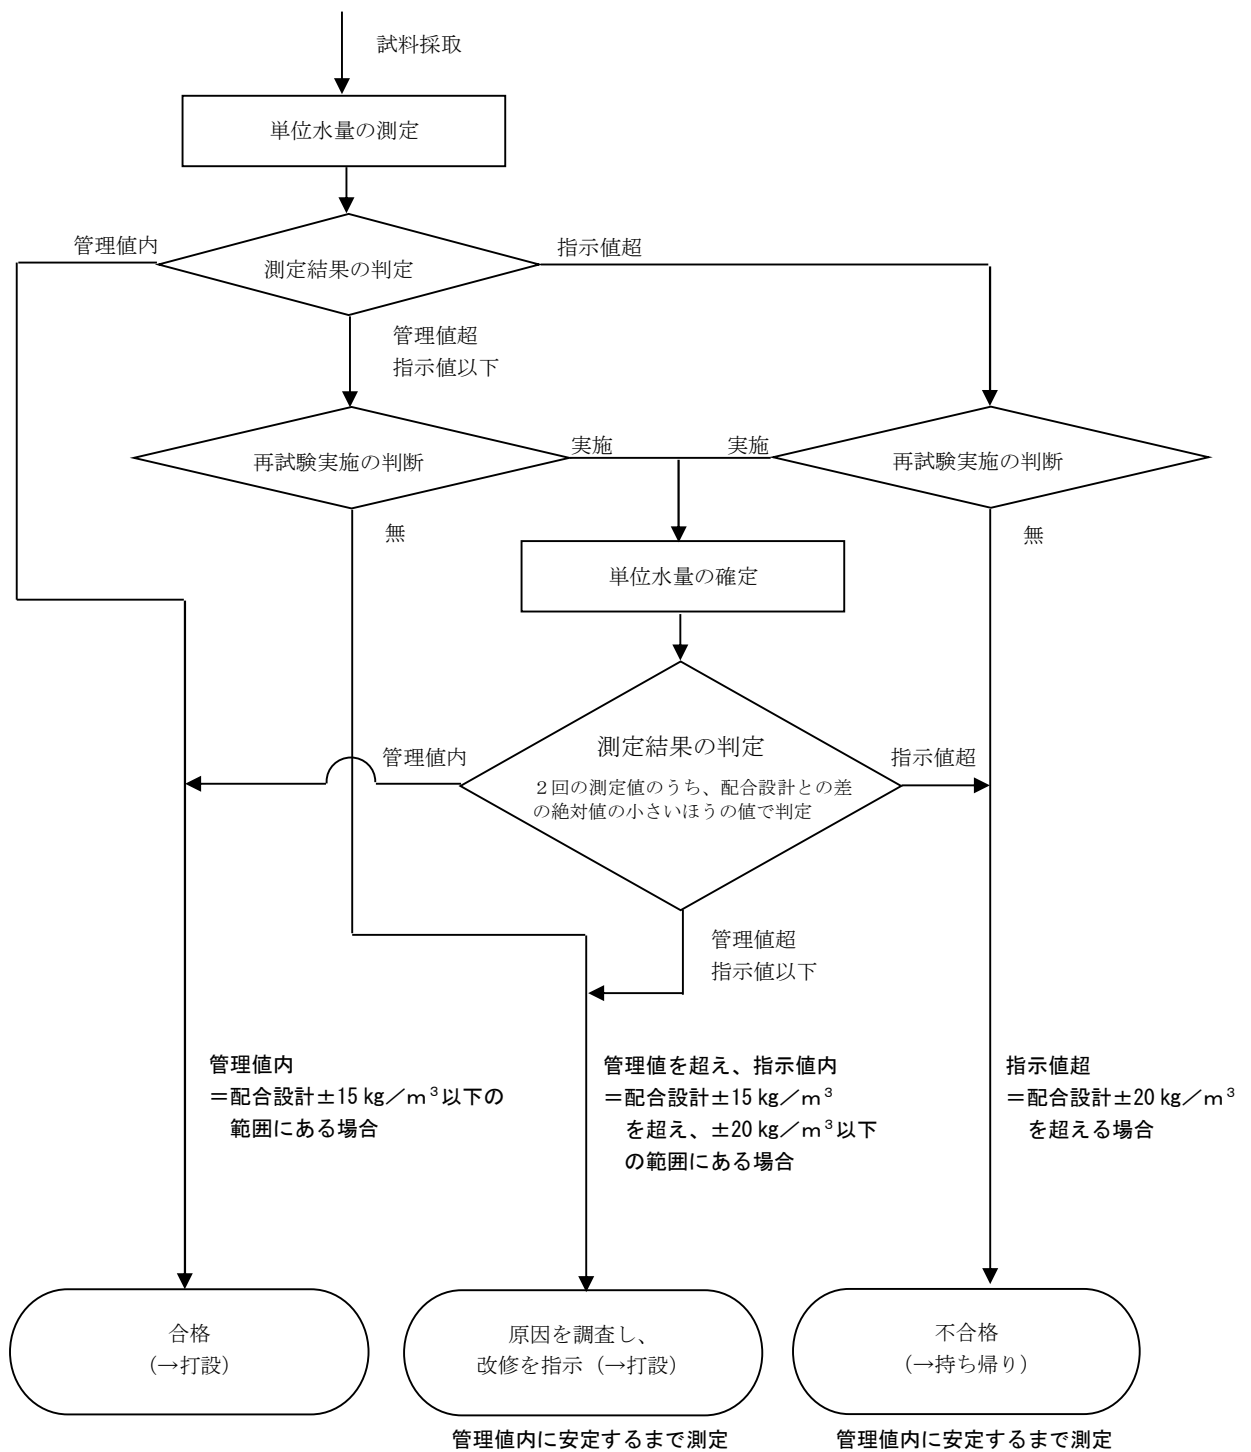 試料採取
単位水量の測定
管理値内
指示値超
測定結果の判定
管理値超
指示値以下
実施
実施
再試験実施の判断
再試験実施の判断
無
無
単位水量の確定
測定結果の判定
管理値内
指示値超
２回の測定値のうち、配合設計との差
の絶対値の小さいほうの値で判定
管理値超
指示値以下
管理値内
＝配合設計±15 kg／ｍ³以下の
範囲にある場合
管理値を超え、指示値内
＝配合設計±15 kg／ｍ³
を超え、±20 kg／ｍ³以下
の範囲にある場合
指示値超
＝配合設計±20 kg／ｍ³
を超える場合
合格
（→打設）
原因を調査し、
改修を指示（→打設）
不合格
（→持ち帰り）
管理値内に安定するまで測定
管理値内に安定するまで測定